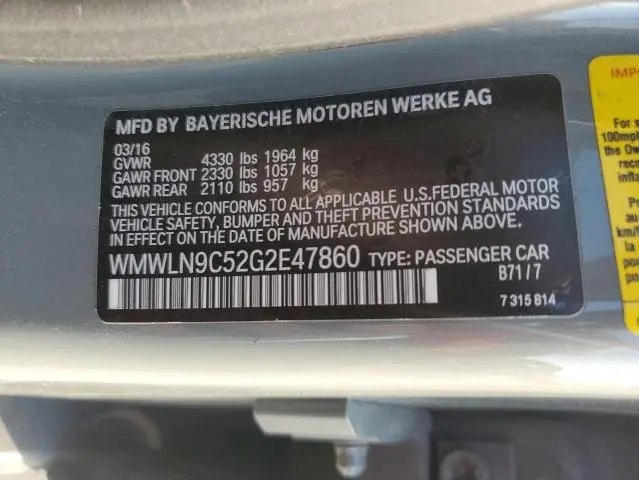 MFD BY BAYERISCHE MOTOREN WERKE AG
03/16
GVWR 4330 lbs 1964 kg
GAWR FRONT 2330 lbs 1057 kg
GAWR REAR 2110 lbs 957 kg
THIS VEHICLE CONFORMS TO ALL APPLICABLE U.S.FEDERAL MOTOR
VEHICLE SAFETY, BUMPER AND THEFT PREVENTION STANDARDS
IN EFFECT ON THE DATE OF MANUFACTURE SHOWN ABOVE.
WMWLN9C52G2E47860 TYPE: PASSENGER CAR
B71 / 7
7 315 814
For
100mph
the